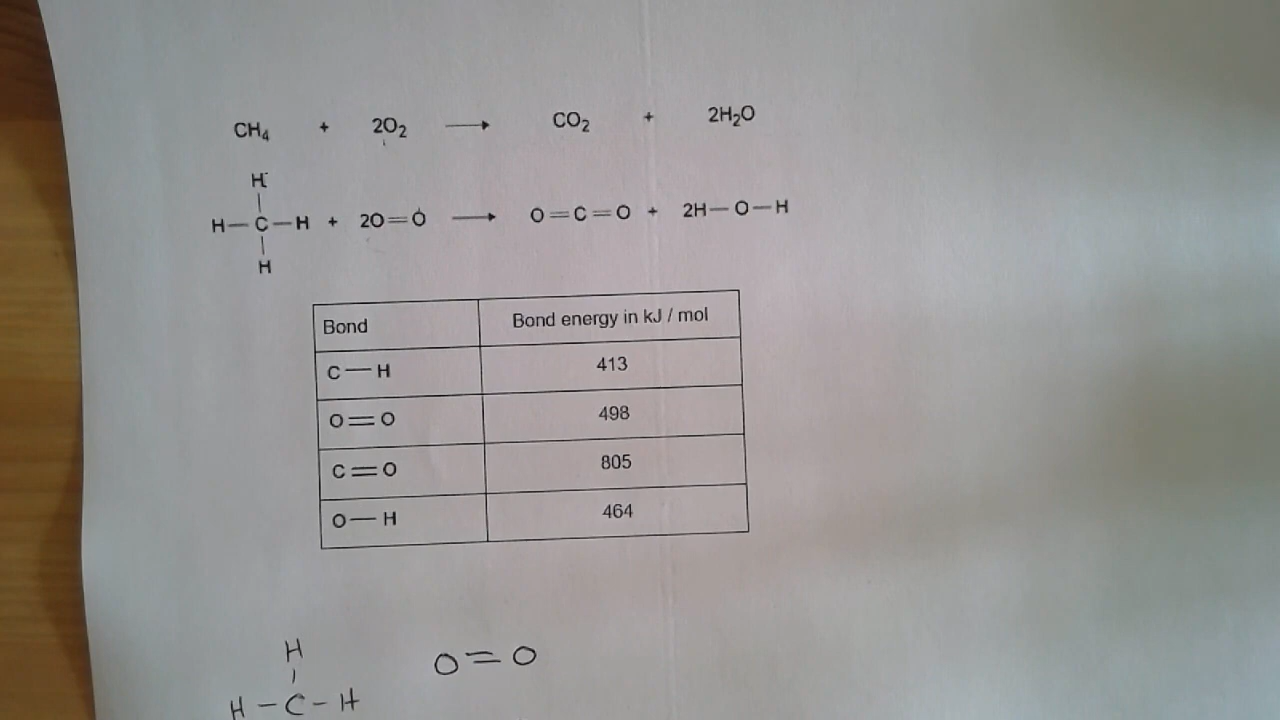 CH₄ + 2O₂ → CO₂ + 2H₂O
H
|
H—C—H + 2O=O → O=C=O + 2H—O—H
|
H
Bond Bond energy in kJ / mol
C—H 413
O=O 498
C=O 805
O—H 464
H O=O
|
H-C-H